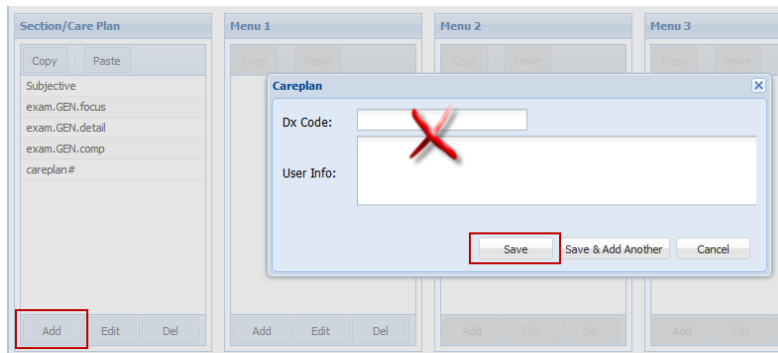 Section/Care Plan
Menu 1
Menu 2
Menu 3
Copy Paste
Copy Paste
Copy Paste
Copy Paste
Subjective
exam.GEN.focus
exam.GEN.detail
exam.GEN.comp
careplan#
Careplan
Dx Code:
User Info:
Save
Save & Add Another
Cancel
Add Edit Del
Add Edit Del
Add Edit Del
Add Edit